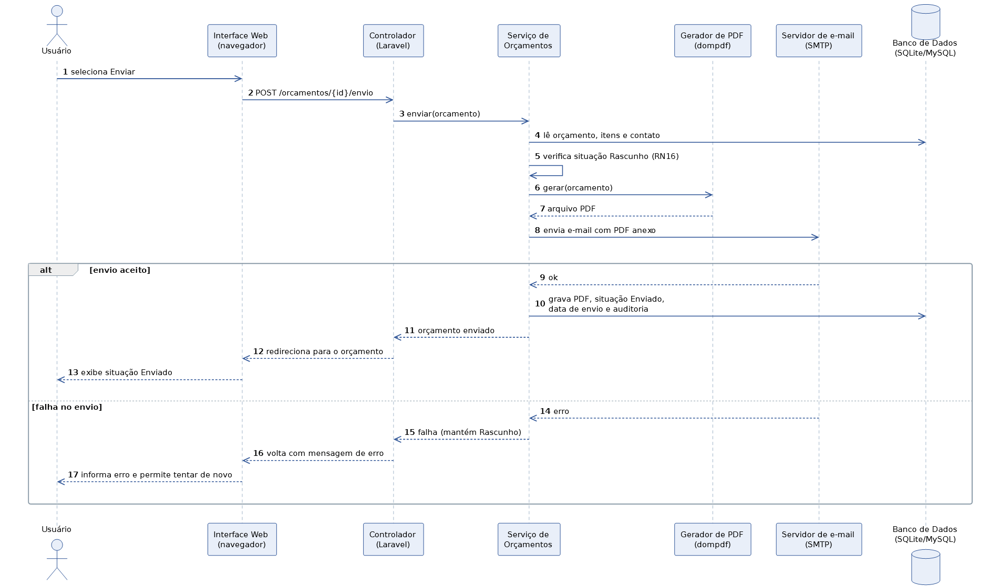 Usuário
Interface Web
(navegador)
Controlador
(Laravel)
Serviço de
Orçamentos
Gerador de PDF
(dompdf)
Servidor de e-mail
(SMTP)
Banco de Dados
(SQLite/MySQL)
1 seleciona Enviar
2 POST /orcamentos/{id}/envio
3 enviar(orcamento)
4 lê orçamento, itens e contato
5 verifica situação Rascunho (RN16)
6 gerar(orcamento)
7 arquivo PDF
8 envia e-mail com PDF anexo
alt [envio aceito]
9 ok
10 grava PDF, situação Enviado,
data de envio e auditoria
11 orçamento enviado
12 redireciona para o orçamento
13 exibe situação Enviado
[falha no envio]
14 erro
15 falha (mantém Rascunho)
16 volta com mensagem de erro
17 informa erro e permite tentar de novo
Usuário
Interface Web
(navegador)
Controlador
(Laravel)
Serviço de
Orçamentos
Gerador de PDF
(dompdf)
Servidor de e-mail
(SMTP)
Banco de Dados
(SQLite/MySQL)